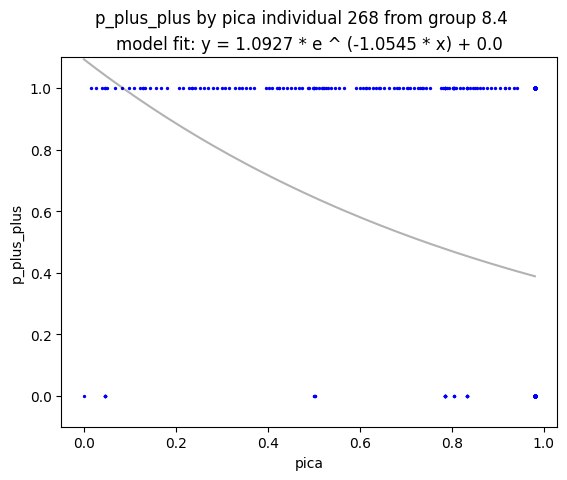 p_plus_plus by pica individual 268 from group 8.4
model fit: y = 1.0927 * e ^ (-1.0545 * x) + 0.0
1.0
0.8
0.6
0.4
0.2
0.0
p_plus_plus
0.0 0.2 0.4 0.6 0.8 1.0
pica